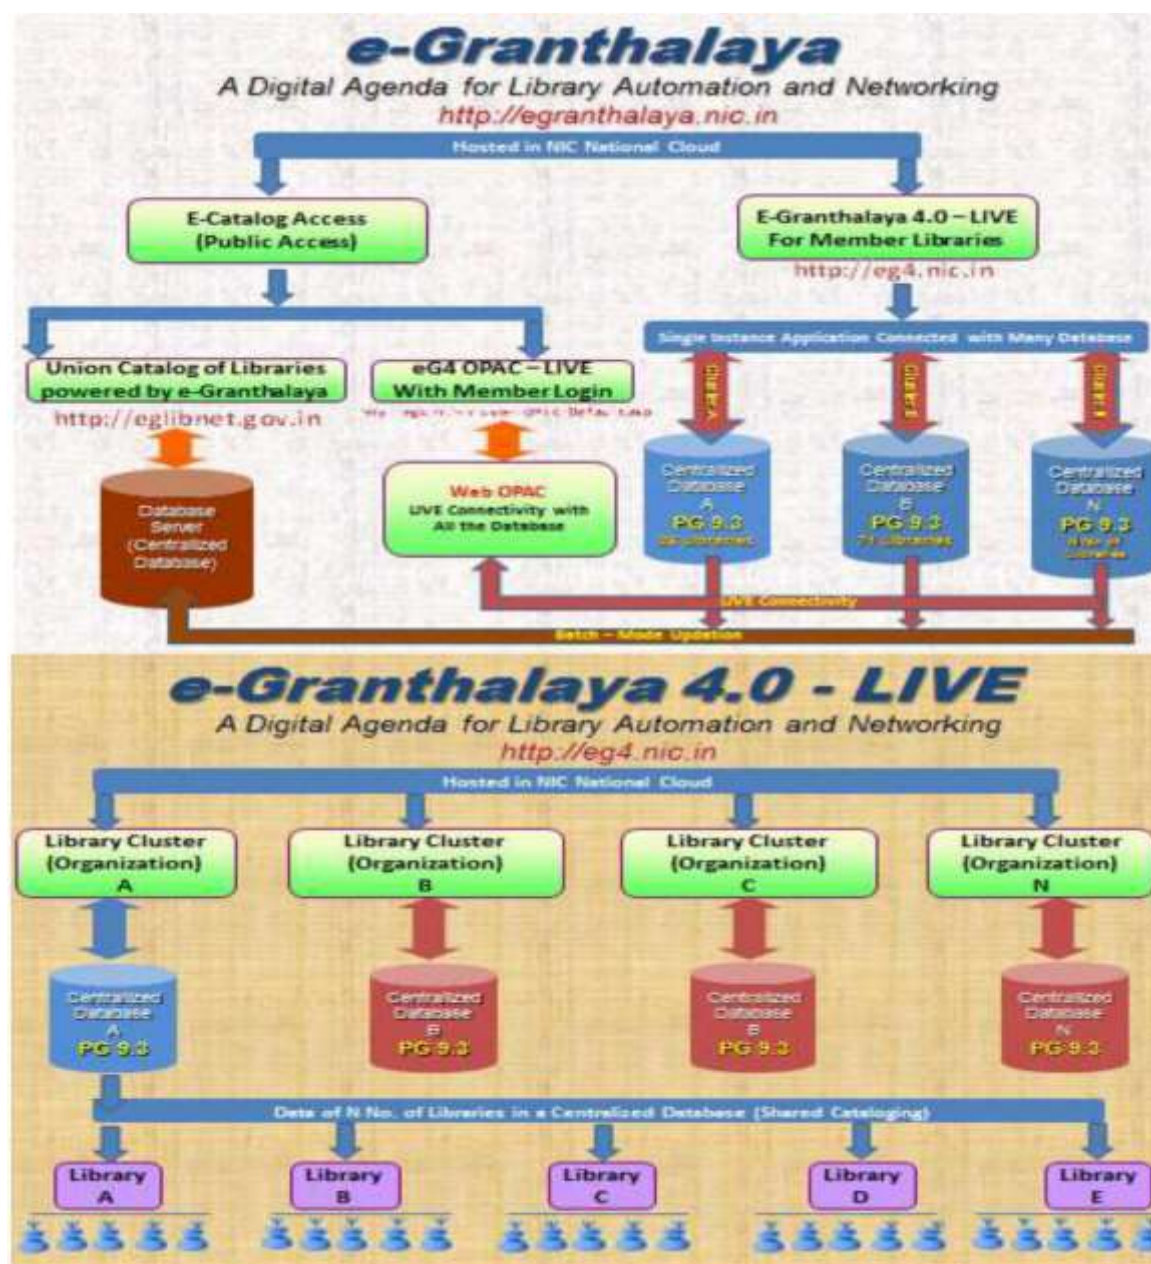 e-Granthalaya
A Digital Agenda for Library Automation and Networking
http://egranthalaya.nic.in
Hosted in NIC National Cloud
E-Catalog Access
(Public Access)
E-Granthalaya 4.0 – LIVE
For Member Libraries
http://eg4.nic.in
Single Instance Application Connected with Many Database
Union Catalog of Libraries
powered by e-Granthalaya
http://eglibnet.gov.in
eG4 OPAC – LIVE
With Member Login
Database
Server
(Centralized
Database)
Web OPAC
LIVE Connectivity with
All the Database
Centralized
Database
A
PG 9.3
Libraries
Centralized
Database
B
PG 9.3
71 Libraries
Centralized
Database
N
PG 9.3
Libraries
LIVE Connectivity
Batch – Mode Updation
e-Granthalaya 4.0 - LIVE
A Digital Agenda for Library Automation and Networking
http://eg4.nic.in
Hosted in NIC National Cloud
Library Cluster
(Organization)
A
Library Cluster
(Organization)
B
Library Cluster
(Organization)
C
Library Cluster
(Organization)
N
Centralized
Database
A
PG 9.3
Centralized
Database
B
PG 9.3
Centralized
Database
B
PG 9.3
Centralized
Database
N
PG 9.3
Data of N No. of Libraries in a Centralized Database (Shared Cataloging)
Library
A
Library
B
Library
C
Library
D
Library
E